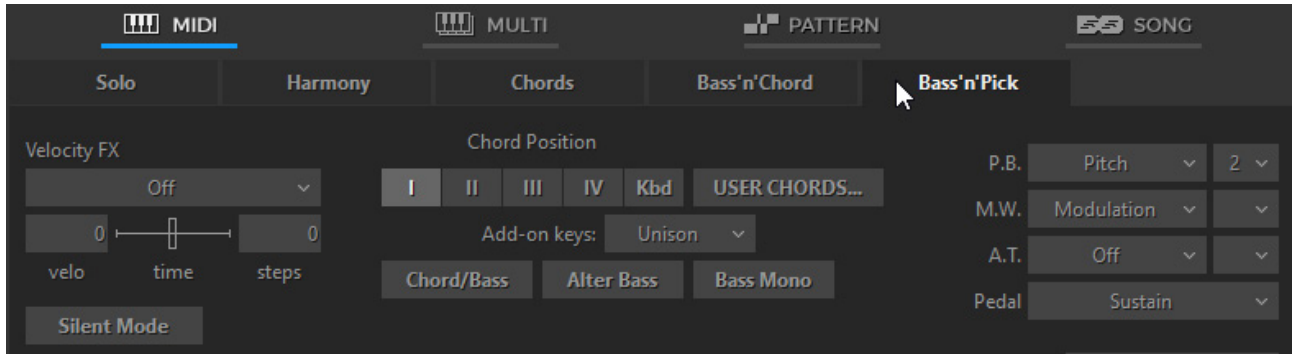 MIDI MULTI PATTERN SONG
Solo Harmony Chords Bass'n'Chord Bass'n'Pick
Velocity FX
Off
0 0
velo time steps
Silent Mode
Chord Position
I II III IV Kbd USER CHORDS...
Add-on keys: Unison
Chord/Bass Alter Bass Bass Mono
P.B. Pitch 2
M.W. Modulation
A.T. Off
Pedal Sustain